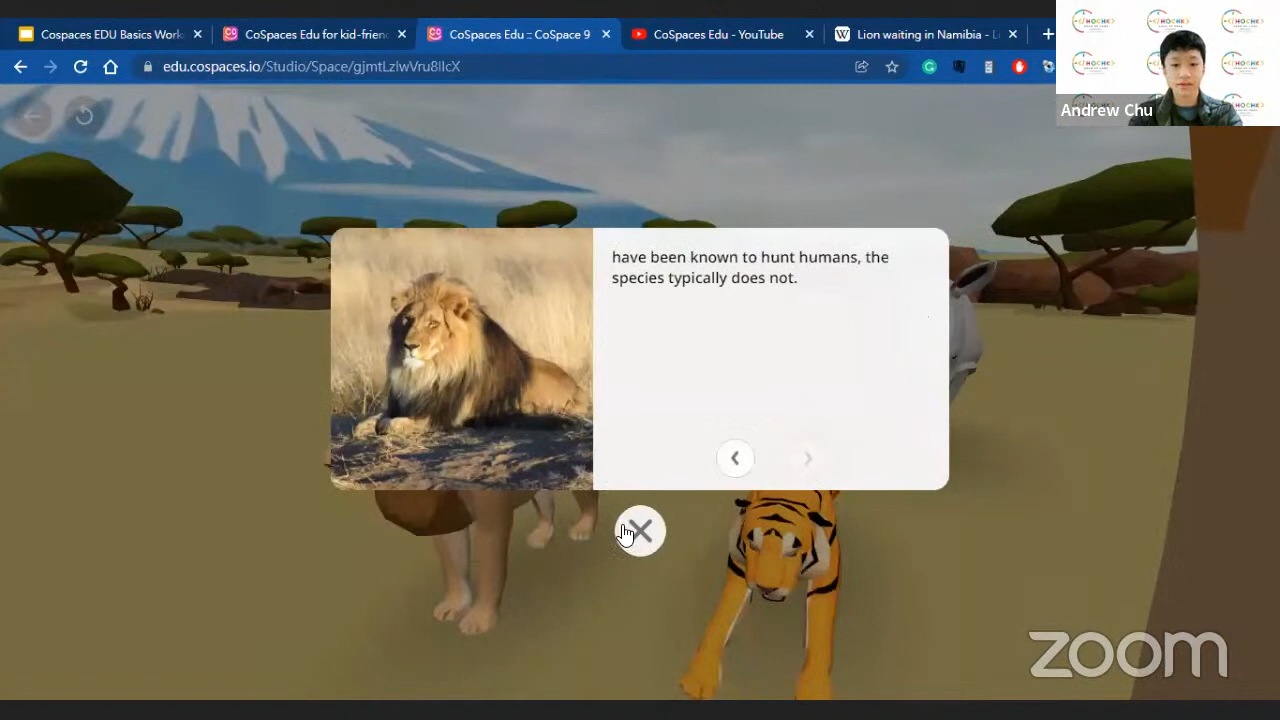 Cospaces EDU Basics Work
CoSpaces Edu for kid-frien
CoSpaces Edu :: CoSpace 9
CoSpaces Edu - YouTube
Lion waiting in Namibia - L
edu.cospaces.io/Studio/Space/gjmtLzlwVru8lIcX
</HOCHK>
Andrew Chu
have been known to hunt humans, the
species typically does not.
zoom